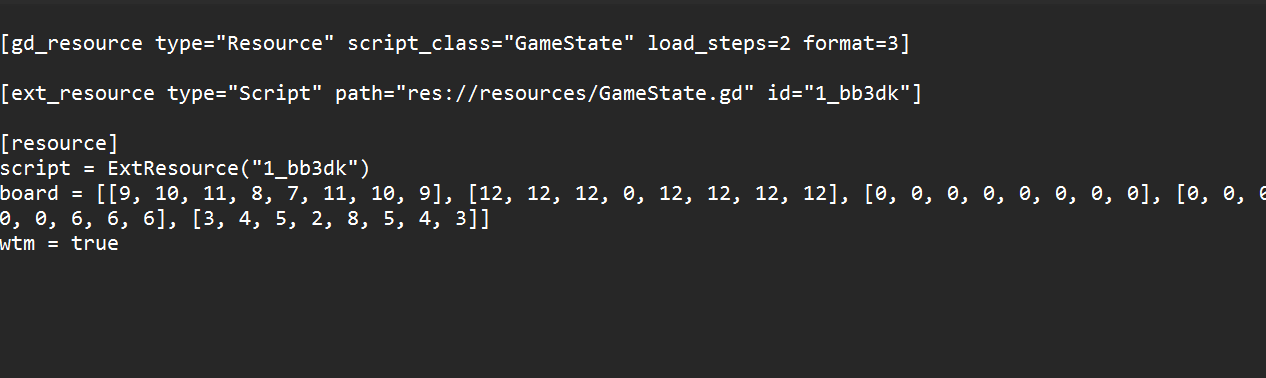 [gd_resource type="Resource" script_class="GameState" load_steps=2 format=3]
[ext_resource type="Script" path="res://resources/GameState.gd" id="1_bb3dk"]
[resource]
script = ExtResource("1_bb3dk")
board = [[9, 10, 11, 8, 7, 11, 10, 9], [12, 12, 12, 0, 12, 12, 12, 12], [0, 0, 0, 0, 0, 0, 0, 0], [0, 0, 0
0, 0, 6, 6, 6], [3, 4, 5, 2, 8, 5, 4, 3]]
wtm = true